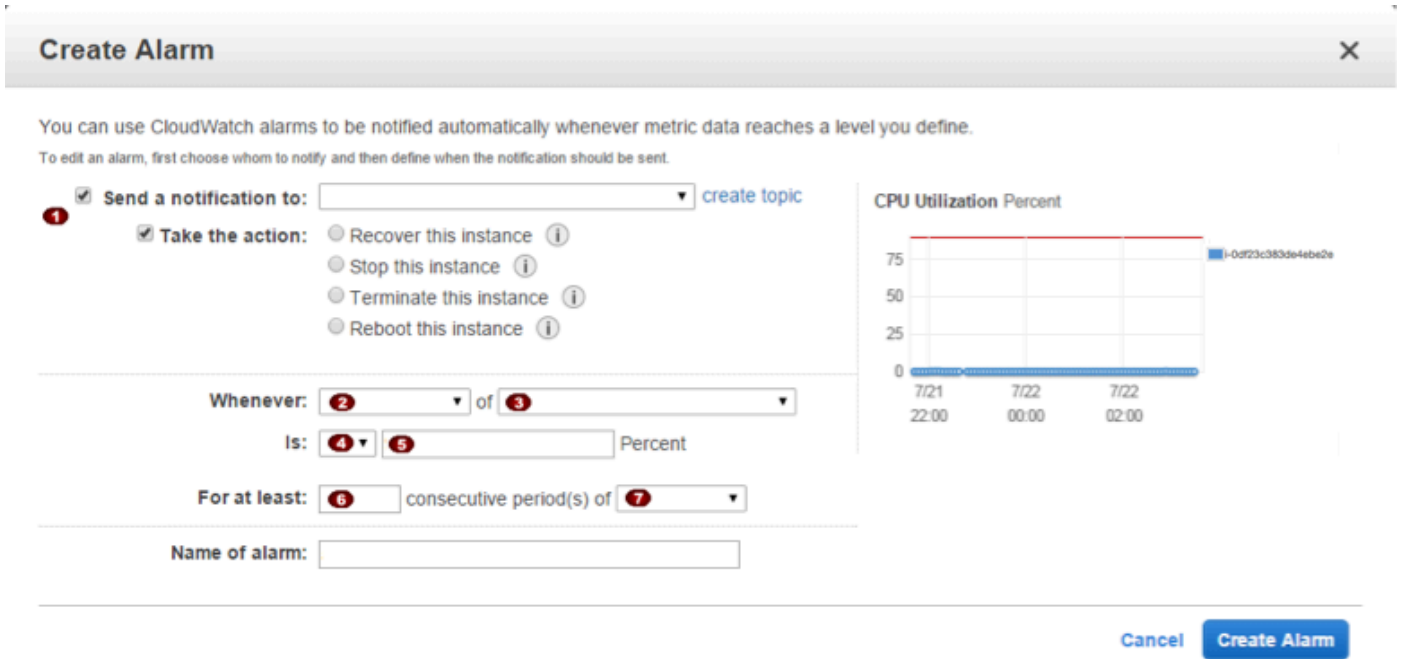 Create Alarm
You can use CloudWatch alarms to be notified automatically whenever metric data reaches a level you define.
To edit an alarm, first choose whom to notify and then define when the notification should be sent.
1
Send a notification to:
create topic
Take the action:
Recover this instance
Stop this instance
Terminate this instance
Reboot this instance
Whenever: 2 of 3
Is: 4 5 Percent
For at least: 6 consecutive period(s) of 7
Name of alarm:
CPU Utilization Percent
75
50
25
0
7/21 7/22 7/22
22:00 00:00 02:00
i-0df23c383de4ebe2e
Cancel Create Alarm